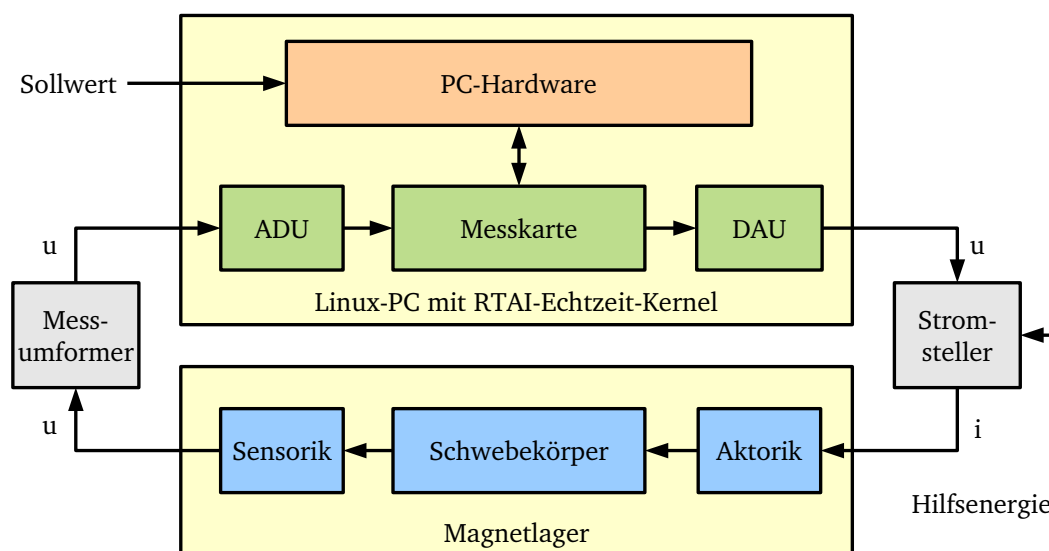 PC-Hardware
Sollwert
ADU
Messkarte
DAU
u
u
Linux-PC mit RTAI-Echtzeit-Kernel
Mess-
umformer
Strom-
steller
u
i
Sensorik
Schwebekörper
Aktorik
Hilfsenergie
Magnetlager